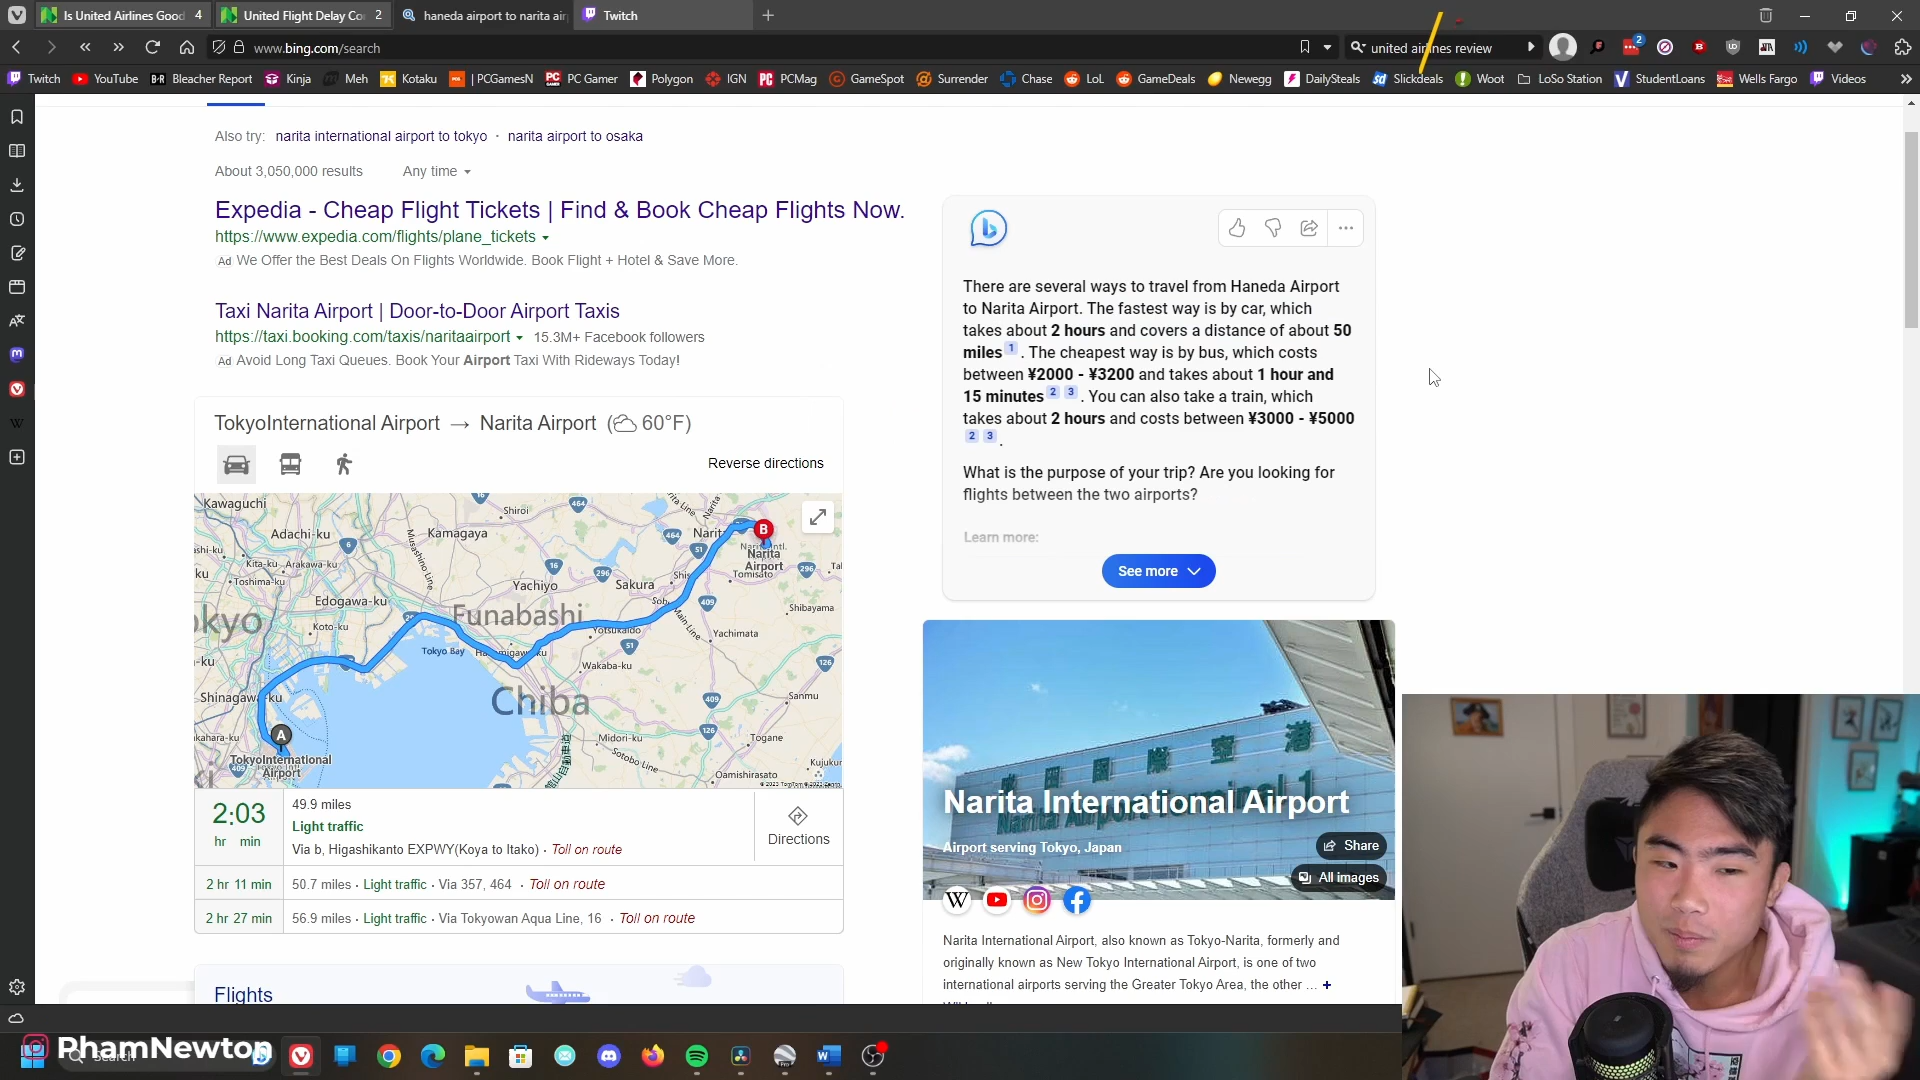 Is United Airlines Good
4
United Flight Delay Co
2
haneda airport to narita air
Twitch
www.bing.com/search
united airlines review
2
Twitch
YouTube
Bleacher Report
Kinja
Meh
Kotaku
| PCGamesN
PC Gamer
Polygon
IGN
PCMag
GameSpot
Surrender
Chase
LoL
GameDeals
Newegg
DailySteals
Slickdeals
Woot
LoSo Station
StudentLoans
Wells Fargo
Videos
Also try: narita international airport to tokyo · narita airport to osaka
About 3,050,000 results Any time
Expedia - Cheap Flight Tickets | Find & Book Cheap Flights Now.
https://www.expedia.com/flights/plane_tickets
Ad We Offer the Best Deals On Flights Worldwide. Book Flight + Hotel & Save More.
Taxi Narita Airport | Door-to-Door Airport Taxis
https://taxi.booking.com/taxis/naritaairport 15.3M+ Facebook followers
Ad Avoid Long Taxi Queues. Book Your Airport Taxi With Rideways Today!
TokyoInternational Airport → Narita Airport (60°F)
Reverse directions
Kawaguchi
Shiroi
Adachi-ku
Kamagaya
Kita-ku
Arakawa-ku
Toshima-ku
Yachiyo
Sakura
Tomisato
Edogawa-ku
Funabashi
Shibayama
Koto-ku
Yotsukaido
Yachimata
Tokyo Bay
Wakaba-ku
Shinagawa-ku
Chiba
Sanmu
Midori-ku
Togane
Sotobo Line
Oamishirasato
A
TokyoInternational
Airport
B
Narita
Airport
2:03
hr min
49.9 miles
Light traffic
Via b, Higashikanto EXPWY(Koya to Itako) · Toll on route
Directions
2 hr 11 min 50.7 miles · Light traffic · Via 357, 464 · Toll on route
2 hr 27 min 56.9 miles · Light traffic · Via Tokyowan Aqua Line, 16 · Toll on route
Flights
There are several ways to travel from Haneda Airport
to Narita Airport. The fastest way is by car, which
takes about 2 hours and covers a distance of about 50
miles 1 . The cheapest way is by bus, which costs
between ¥2000 - ¥3200 and takes about 1 hour and
15 minutes 2 3 . You can also take a train, which
takes about 2 hours and costs between ¥3000 - ¥5000
2 3 .
What is the purpose of your trip? Are you looking for
flights between the two airports?
Learn more:
See more
Narita International Airport
Airport serving Tokyo, Japan
Share
All images
Narita International Airport, also known as Tokyo-Narita, formerly and
originally known as New Tokyo International Airport, is one of two
international airports serving the Greater Tokyo Area, the other ... +
PhamNewton
Search